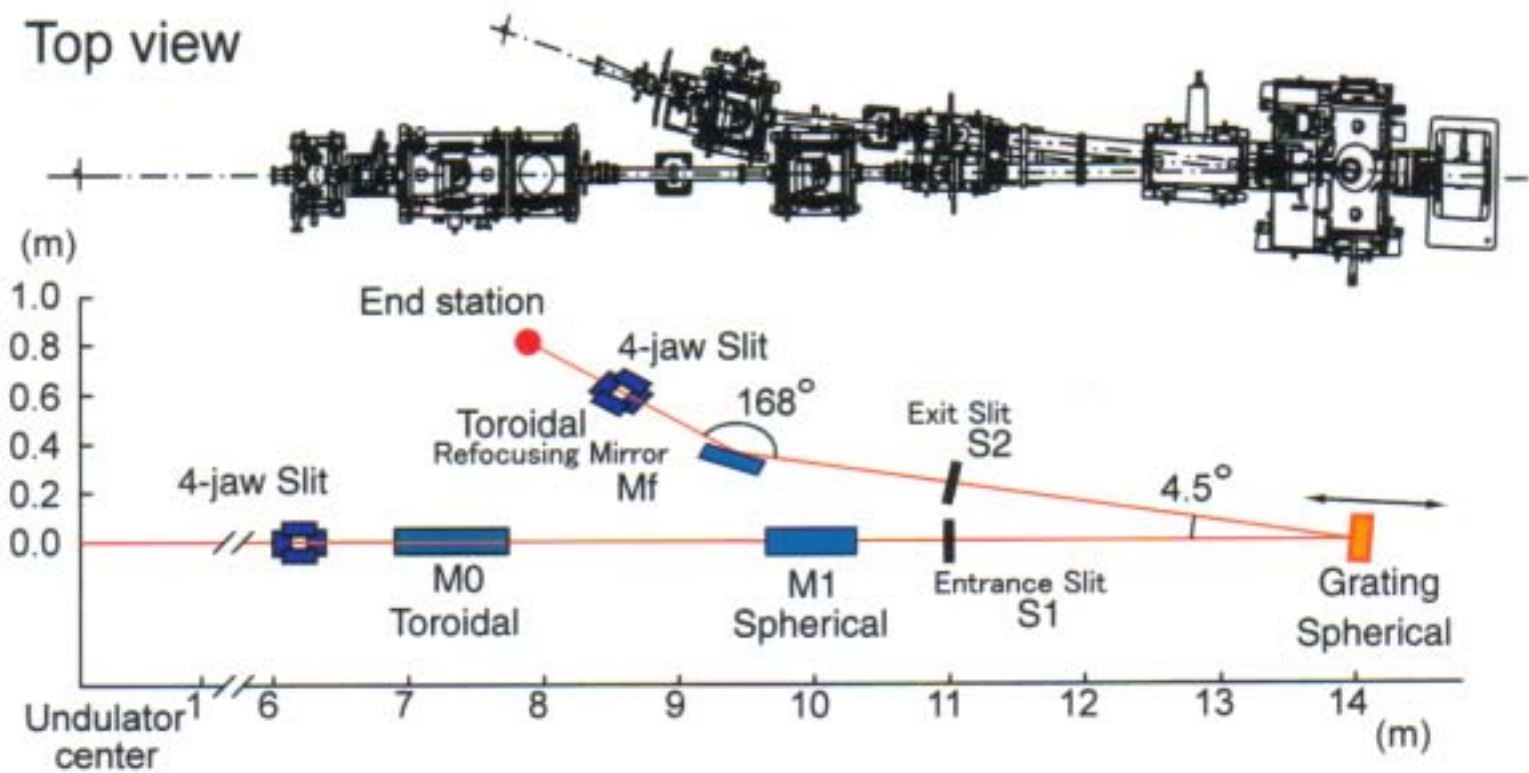 Top view
(m)
1.0
0.8
0.6
0.4
0.2
0.0
End station
4-jaw Slit
168°
Toroidal
Refocusing Mirror
Mf
Exit Slit
S2
4-jaw Slit
4.5°
M0
Toroidal
M1
Spherical
Entrance Slit
S1
Grating
Spherical
1 6 7 8 9 10 11 12 13 14
Undulator
center
(m)